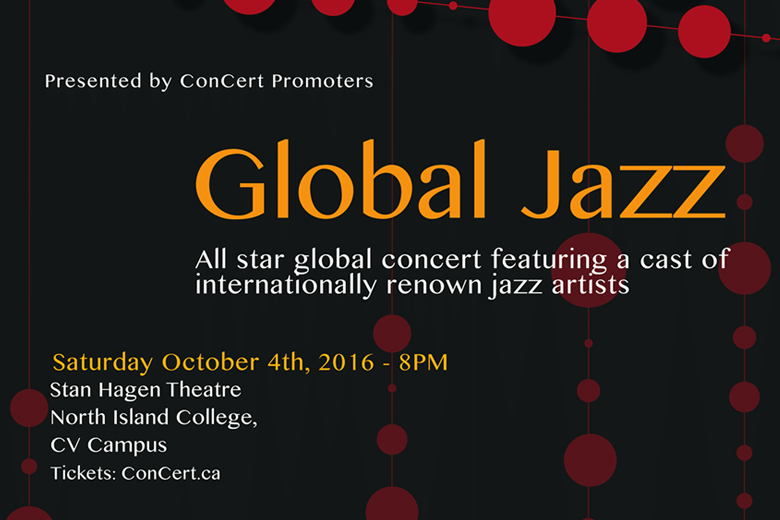 Presented by ConCert Promoters
Global Jazz
All star global concert featuring a cast of
internationally renown jazz artists
Saturday October 4th, 2016 - 8PM
Stan Hagen Theatre
North Island College,
CV Campus
Tickets: ConCert.ca